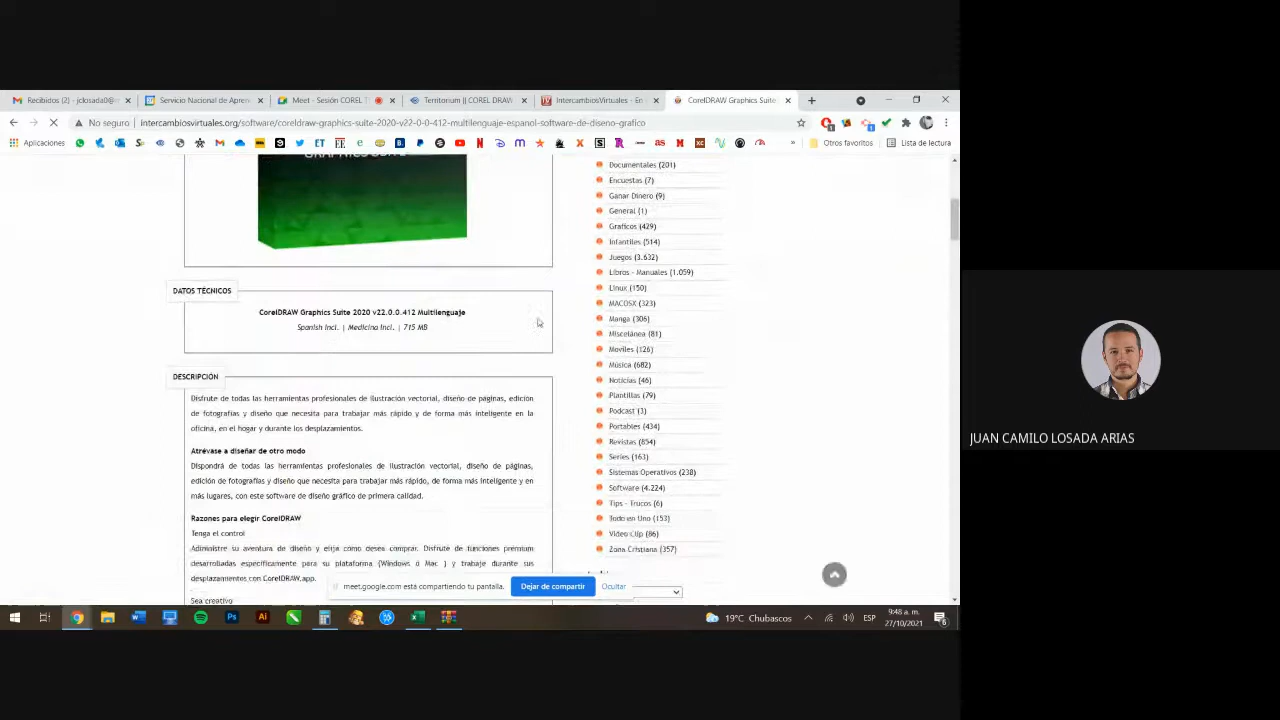 Recibidos (2) - jclosada0@
Servicio Nacional de Apren
Meet - Sesión COREL
Territorium || COREL DRAW
IntercambiosVirtuales - En
CorelDRAW Graphics Suite
No seguro
intercambiosvirtuales.org/software/coreldraw-graphics-suite-2020-v22-0-0-412-multilenguaje-espanol-software-de-diseno-grafico
Aplicaciones
Otros favoritos
Lista de lectura
GRAPHICS SUITE
DATOS TÉCNICOS
CorelDRAW Graphics Suite 2020 v22.0.0.412 Multilenguaje
Spanish Incl. | Medicina Incl. | 715 MB
DESCRIPCIÓN
Disfrute de todas las herramientas profesionales de ilustración vectorial, diseño de páginas, edición
de fotografías y diseño que necesita para trabajar más rápido y de forma más inteligente en la
oficina, en el hogar y durante los desplazamientos.
Atrévase a diseñar de otro modo
Dispondrá de todas las herramientas profesionales de ilustración vectorial, diseño de páginas,
edición de fotografías y diseño que necesita para trabajar más rápido, de forma más inteligente y en
más lugares, con este software de diseño gráfico de primera calidad.
Razones para elegir CorelDRAW
Tenga el control
Administre su aventura de diseño y elija cómo desea comprar. Disfrute de funciones premium
desarrolladas específicamente para su plataforma (Windows o Mac ) y trabaje durante sus
desplazamientos con CorelDRAW.app.
Sea creativo
Documentales (201)
Encuestas (7)
Ganar Dinero (9)
General (1)
Graficos (429)
Infantiles (514)
Juegos (3.632)
Libros - Manuales (1.059)
Linux (150)
MACOSX (323)
Manga (306)
Miscelánea (81)
Moviles (126)
Música (682)
Noticias (46)
Plantillas (79)
Podcast (3)
Portables (434)
Revistas (854)
Series (163)
Sistemas Operativos (238)
Software (4.224)
Tips - Trucos (6)
Todo en Uno (153)
Video Clip (86)
Zona Cristiana (357)
meet.google.com está compartiendo tu pantalla.
Dejar de compartir
Ocultar
19°C Chubascos
ESP
9:48 a. m.
27/10/2021
JUAN CAMILO LOSADA ARIAS